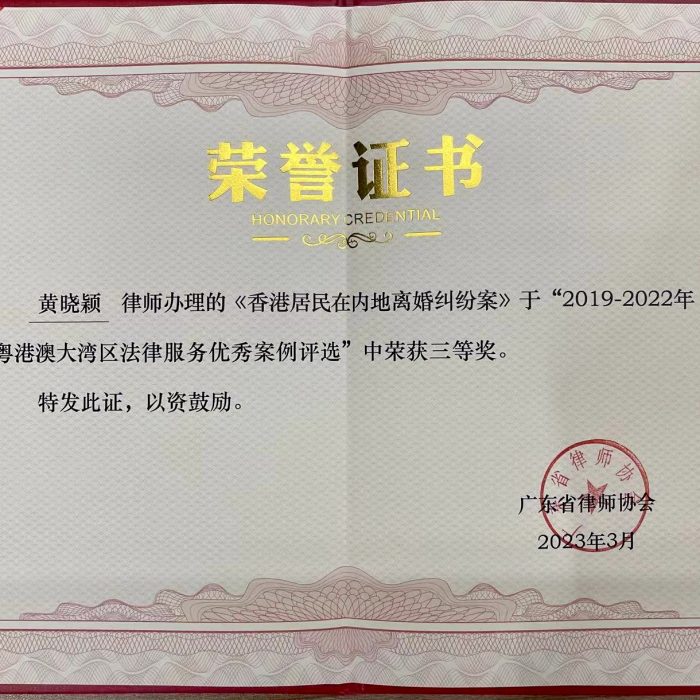 荣誉证书
HONORARY CREDENTIAL
黄晓颖 律师办理的《香港居民在内地离婚纠纷案》于“2019-2022年
粤港澳大湾区法律服务优秀案例评选”中荣获三等奖。
特发此证，以资鼓励。
广东省律师协会
广东省律师协会
2023年3月